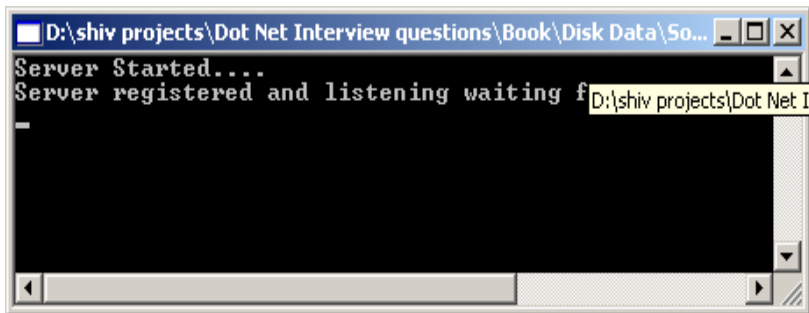 D:\shiv projects\Dot Net Interview questions\Book\Disk Data\So...
Server Started....
Server registered and listening waiting f
D:\shiv projects\Dot Net I